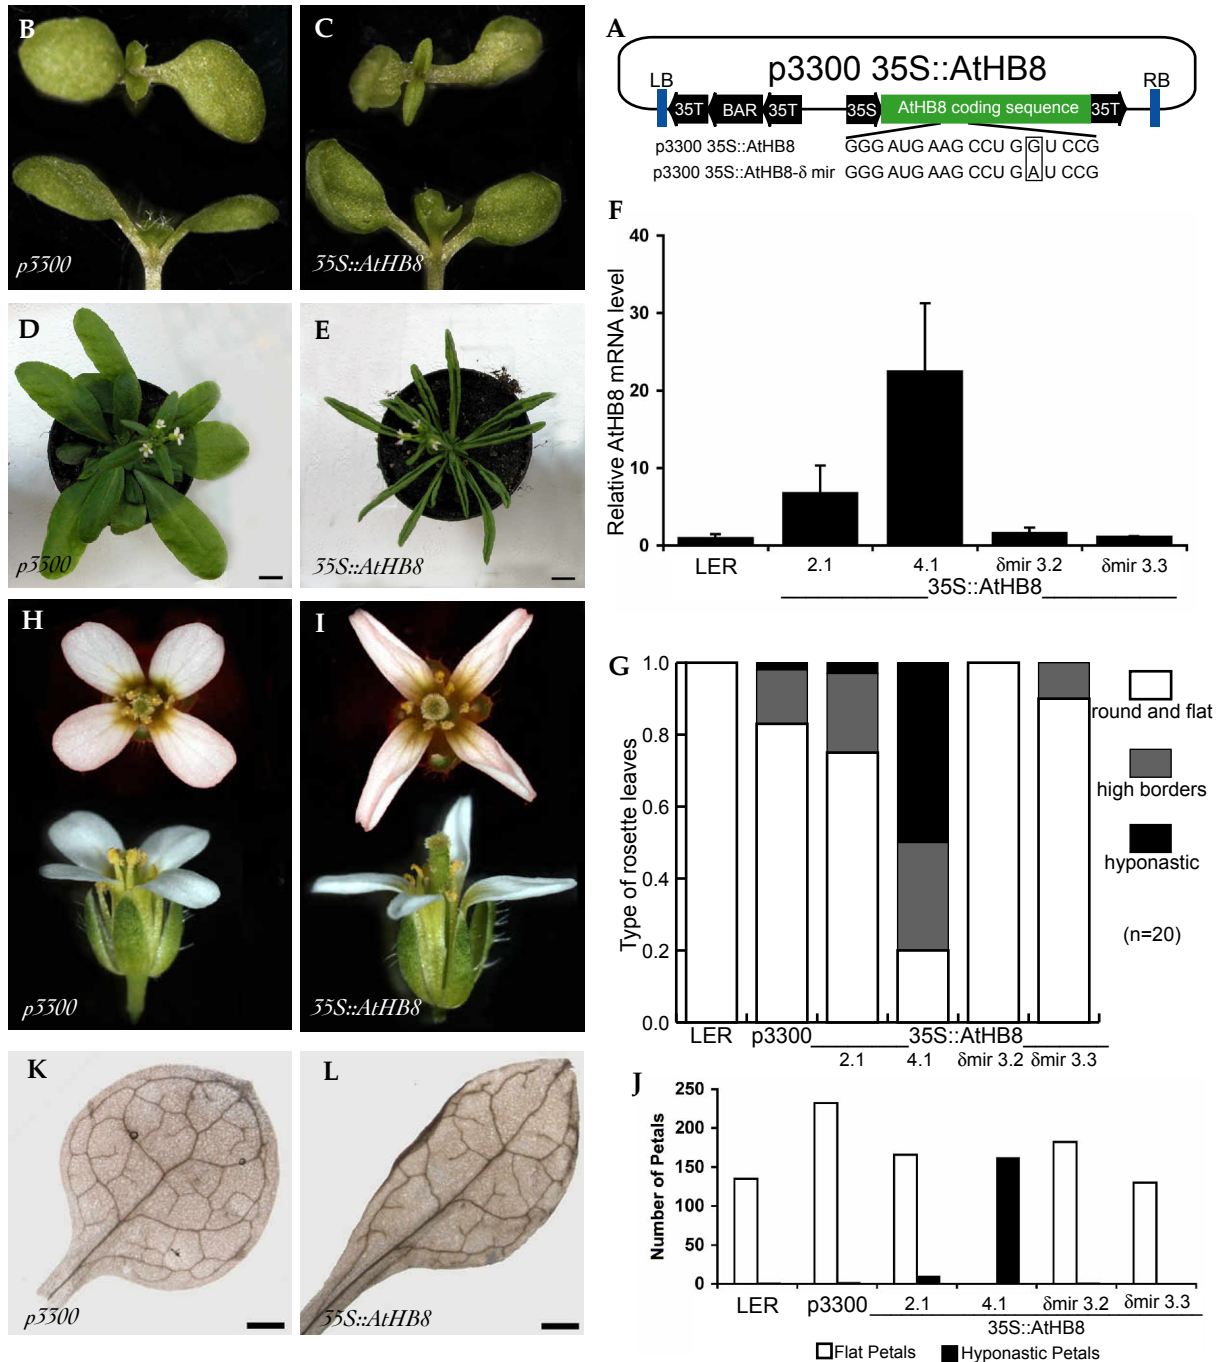 B
p3300
C
35S::AtHB8
A
p3300 35S::AtHB8
LB
RB
35T
BAR
35T
35S
AtHB8 coding sequence
35T
p3300 35S::AtHB8
GGG AUG AAG CCU G G U CCG
p3300 35S::AtHB8-δ mir
GGG AUG AAG CCU G A U CCG
D
p3300
E
35S::AtHB8
F
Relative AtHB8 mRNA level
40
30
20
10
0
LER
2.1
4.1
δmir 3.2
δmir 3.3
35S::AtHB8
H
p3300
I
35S::AtHB8
G
Type of rosette leaves
1.0
0.8
0.6
0.4
0.2
0.0
LER
p3300
35S::AtHB8
2.1
4.1
δmir 3.2
δmir 3.3
round and flat
high borders
hyponastic
(n=20)
K
p3300
L
35S::AtHB8
J
Number of Petals
250
200
150
100
50
0
LER
p3300
2.1
4.1
δmir 3.2
δmir 3.3
35S::AtHB8
Flat Petals
Hyponastic Petals